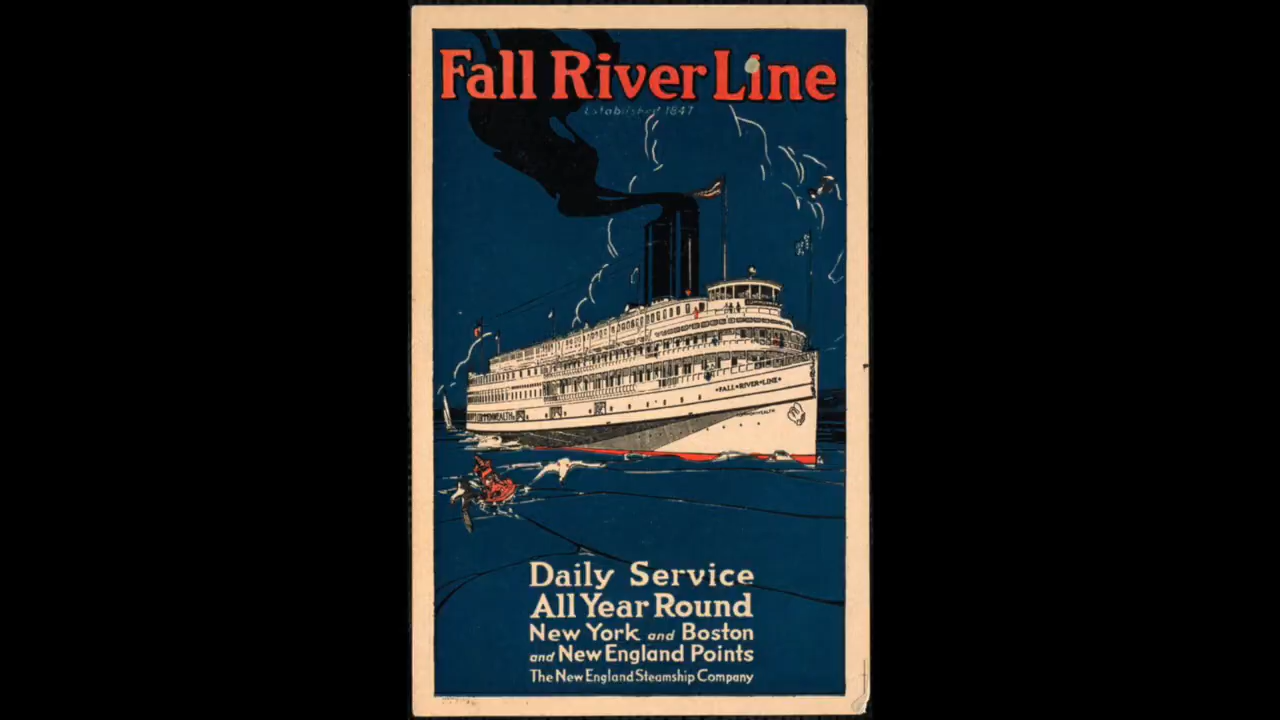 Fall River Line
Established 1847
FALL RIVER LINE
Daily Service
All Year Round
New York and Boston
and New England Points
The New England Steamship Company